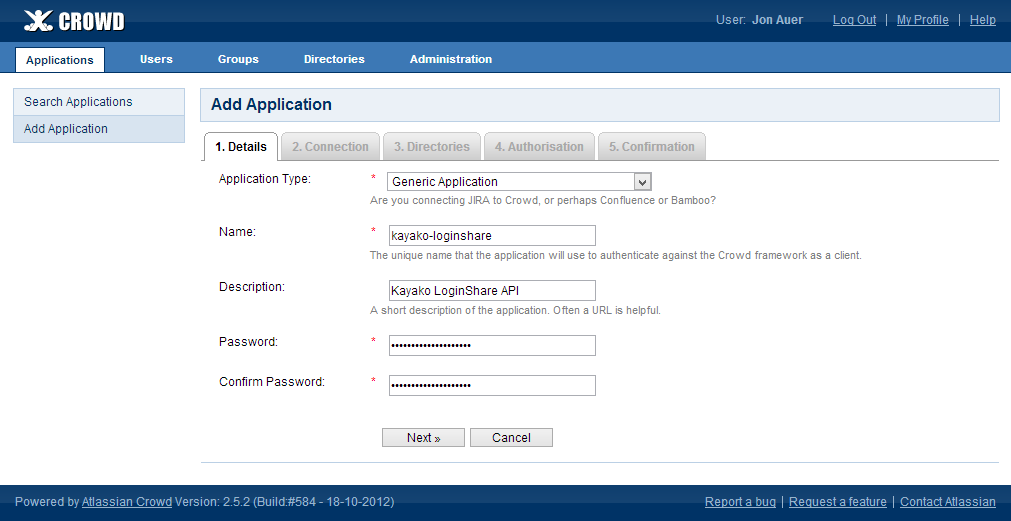 CROWD
User: Jon Auer Log Out | My Profile | Help
Applications Users Groups Directories Administration
Search Applications
Add Application
Add Application
1. Details 2. Connection 3. Directories 4. Authorisation 5. Confirmation
Application Type: * Generic Application
Are you connecting JIRA to Crowd, or perhaps Confluence or Bamboo?
Name: * kayako-loginshare
The unique name that the application will use to authenticate against the Crowd framework as a client.
Description: Kayako LoginShare API
A short description of the application. Often a URL is helpful.
Password: * ••••••••••••••••••••
Confirm Password: * ••••••••••••••••••••
Next » Cancel
Powered by Atlassian Crowd Version: 2.5.2 (Build:#584 - 18-10-2012)
Report a bug | Request a feature | Contact Atlassian